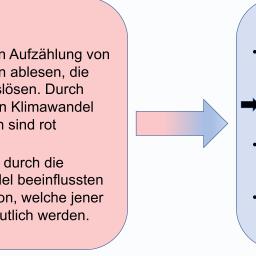 n Aufzählung von
n ablesen, die
slösen. Durch
n Klimawandel
n sind rot
durch die
del beeinflussten
on, welche jener
utlich werden.